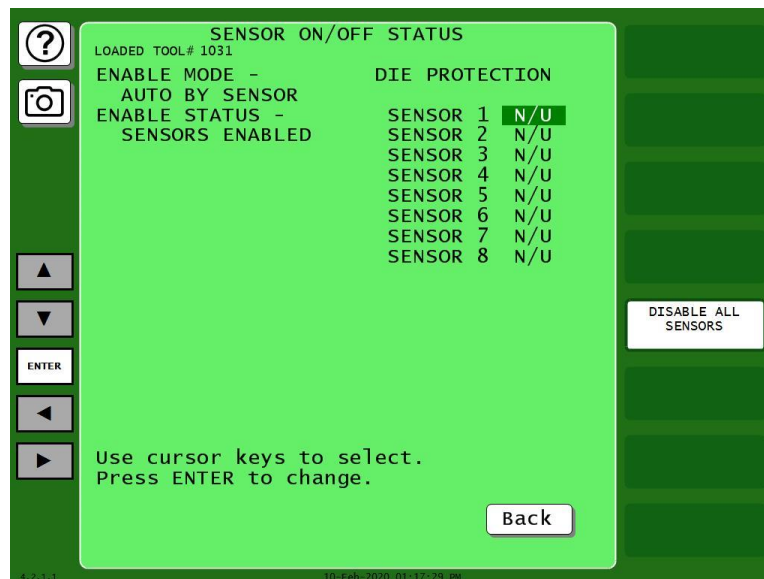 ?
SENSOR ON/OFF STATUS
LOADED TOOL# 1031
ENABLE MODE -
AUTO BY SENSOR
ENABLE STATUS -
SENSORS ENABLED
DIE PROTECTION
SENSOR 1 N/U
SENSOR 2 N/U
SENSOR 3 N/U
SENSOR 4 N/U
SENSOR 5 N/U
SENSOR 6 N/U
SENSOR 7 N/U
SENSOR 8 N/U
DISABLE ALL
SENSORS
ENTER
Use cursor keys to select.
Press ENTER to change.
Back
4.2-1.1
10-Feb-2020 01:17:29 PM